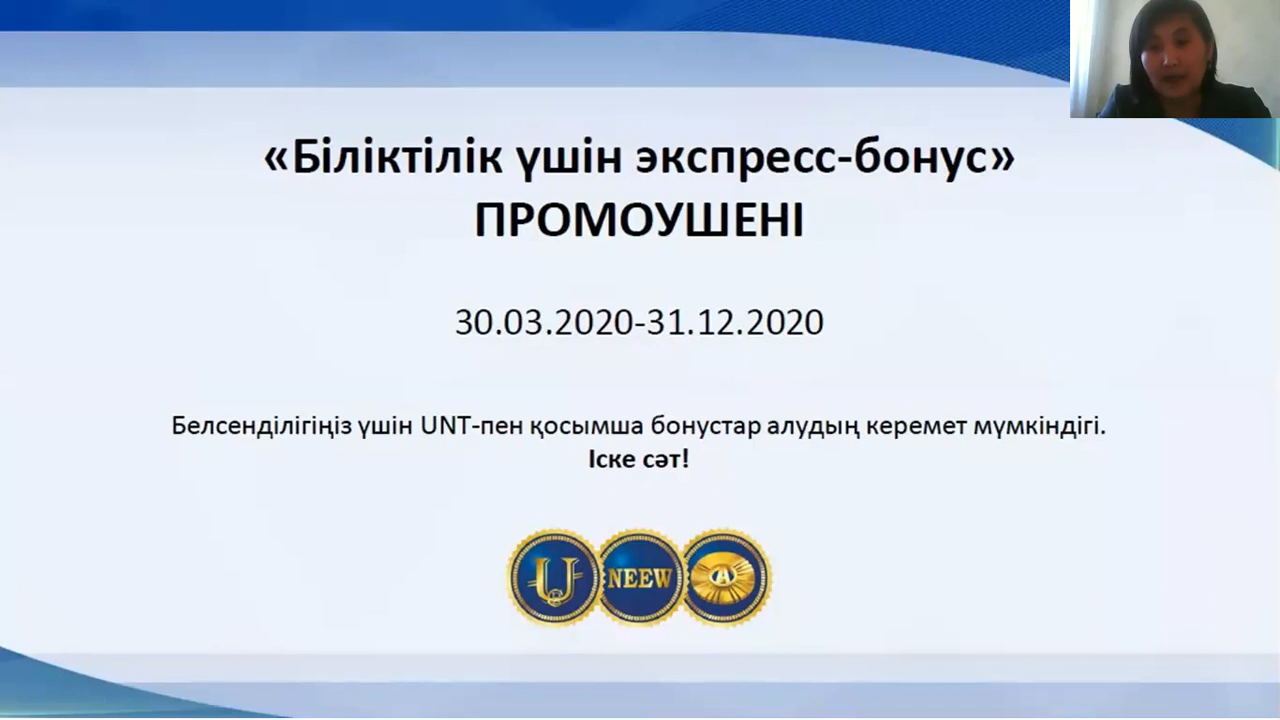 «Біліктілік үшін экспресс-бонус»
ПРОМОУШЕНІ
30.03.2020-31.12.2020
Белсенділігіңіз үшін UNT-пен қосымша бонустар алудың керемет мүмкіндігі.
Іске сәт!
U NEEW A